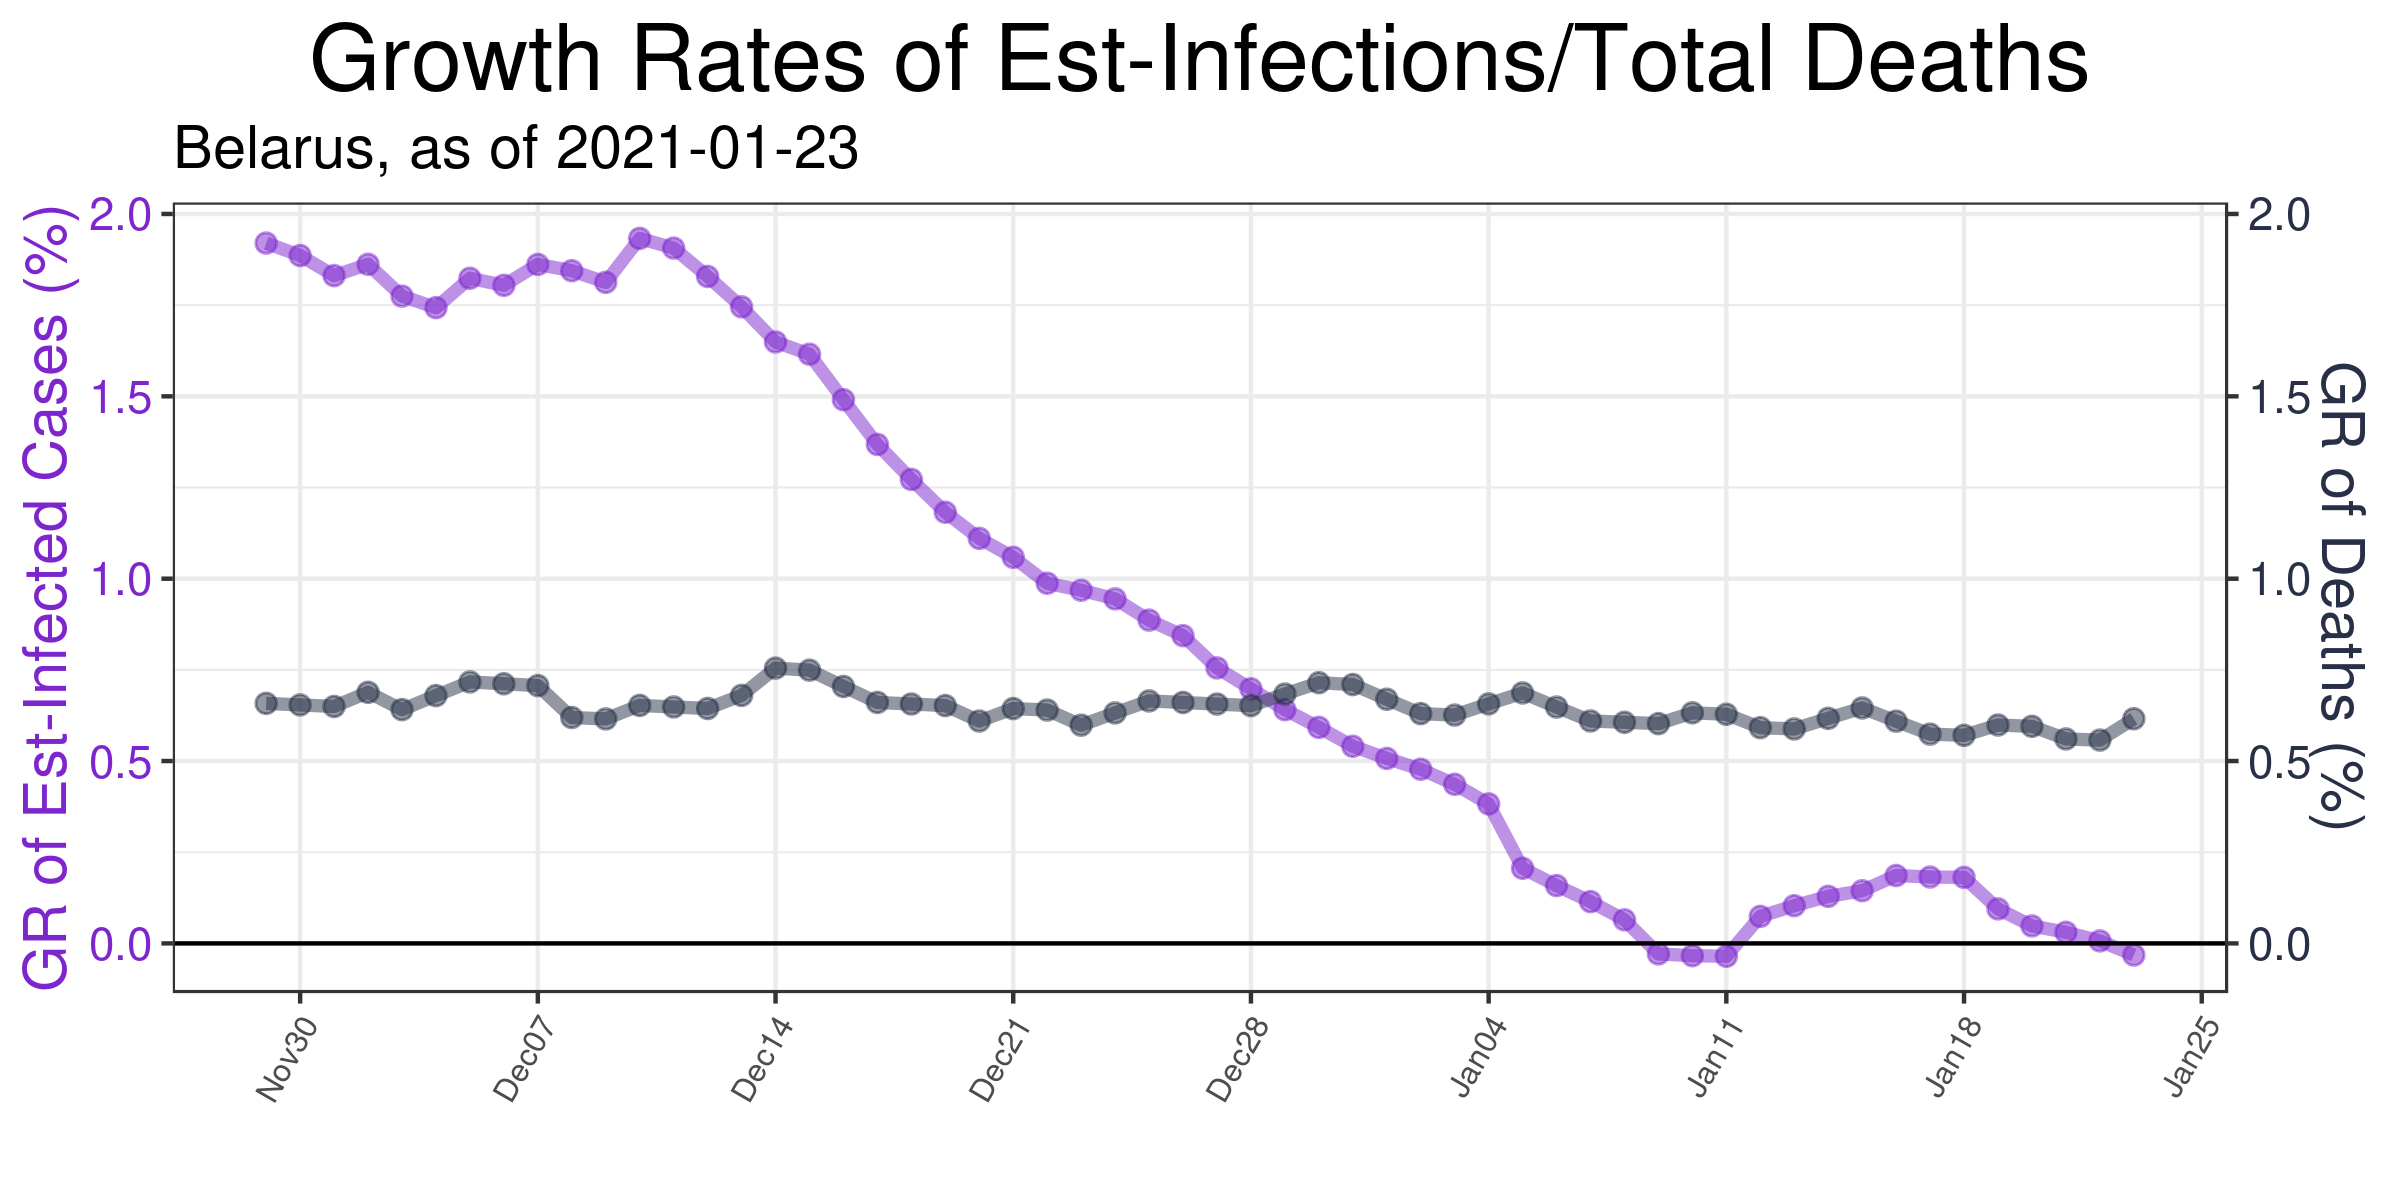 Growth Rates of Est-Infections/Total Deaths
Belarus, as of 2021-01-23
GR of Est-Infected Cases (%)
2.0
1.5
1.0
0.5
0.0
2.0
1.5
1.0
0.5
0.0
GR of Deaths (%)
Nov30
Dec07
Dec14
Dec21
Dec28
Jan04
Jan11
Jan18
Jan25